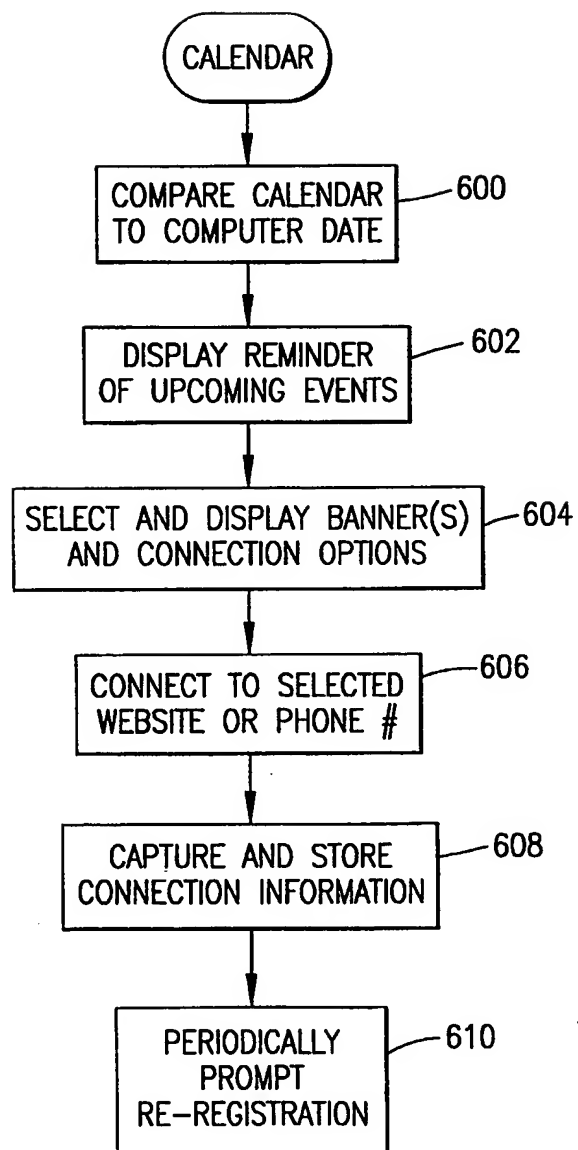 CALENDAR
COMPARE CALENDAR
TO COMPUTER DATE
600
DISPLAY REMINDER
OF UPCOMING EVENTS
602
SELECT AND DISPLAY BANNER(S)
AND CONNECTION OPTIONS
604
CONNECT TO SELECTED
WEBSITE OR PHONE #
606
CAPTURE AND STORE
CONNECTION INFORMATION
608
PERIODICALLY
PROMPT
RE-REGISTRATION
610